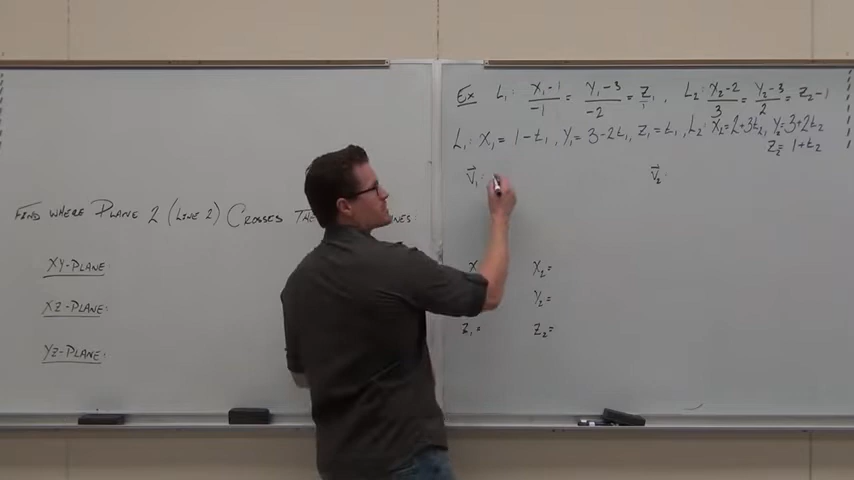 FIND WHERE PLANE 2 (LINE 2) CROSSES
XY-PLANE
XZ-PLANE:
YZ-PLANE:
Ex L₁: (X₁-1)/-1 = (Y₁-3)/-2 = Z₁/1, L₂: (X₂-2)/3 = (Y₂-3)/2 = Z₂-1
L₁: X₁ = 1-t₁, Y₁ = 3-2t₁, Z₁ = t₁, L₂: X₂ = 2+3t₂, Y₂ = 3+2t₂
Z₂ = 1+t₂
V⃗₁: V⃗₂:
X₂=
Y₂=
Z₁= Z₂=